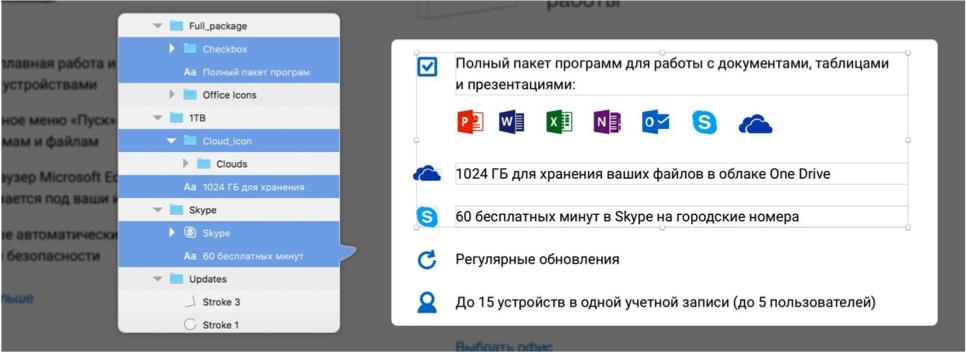 работы
плавная работа и
устройствами
ное меню «Пуск»
мам и файлам
аузер Microsoft Ed
вается под ваши и
ие автоматически
безопасности
льше
Full_package
Checkbox
Aa Полный пакет програм
Office Icons
1TB
Cloud_icon
Clouds
Aa 1024 ГБ для хранения
Skype
Skype
Aa 60 бесплатных минут
Updates
Stroke 3
Stroke 1
Полный пакет программ для работы с документами, таблицами
и презентациями:
P W X N O S
1024 ГБ для хранения ваших файлов в облаке One Drive
S 60 бесплатных минут в Skype на городские номера
Регулярные обновления
До 15 устройств в одной учетной записи (до 5 пользователей)
Выбрать офис